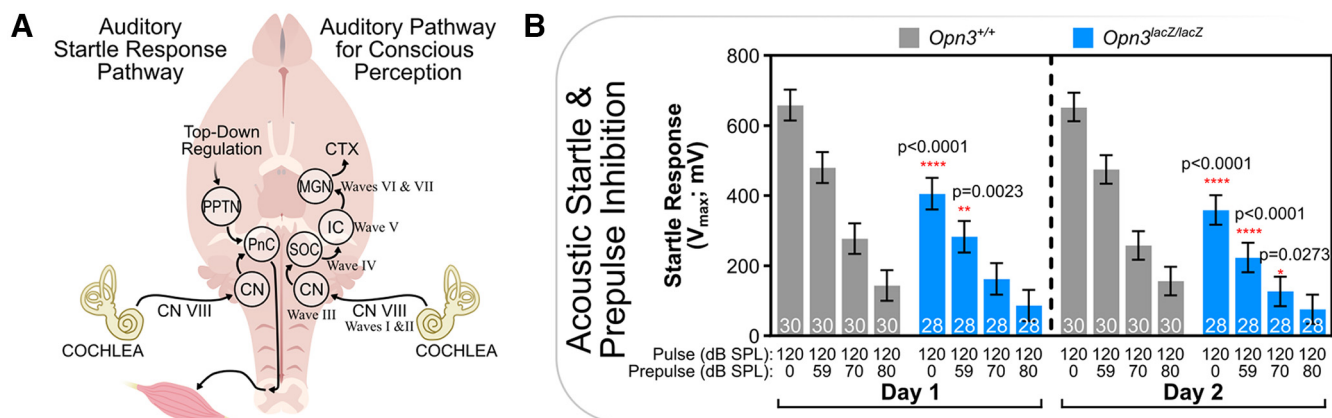 A
Auditory
Startle Response
Pathway
Auditory Pathway
for Conscious
Perception
Top-Down
Regulation
CTX
MGN
Waves VI & VII
PPTN
IC
Wave V
PnC
SOC
Wave IV
CN
CN
Wave III
CN VIII
CN VIII
Waves I &II
COCHLEA
COCHLEA
B
Opn3+/+
Opn3lacZ/lacZ
Acoustic Startle &
Prepulse Inhibition
Startle Response
(Vmax; mV)
800
600
400
200
0
p<0.0001
****
p=0.0023
**
p<0.0001
****
p<0.0001
****
p=0.0273
*
30 30 30 30 28 28 28 28 30 30 30 30 28 28 28 28
Pulse (dB SPL): 120 120 120 120 120 120 120 120 120 120 120 120 120 120 120 120
Prepulse (dB SPL): 0 59 70 80 0 59 70 80 0 59 70 80 0 59 70 80
Day 1
Day 2